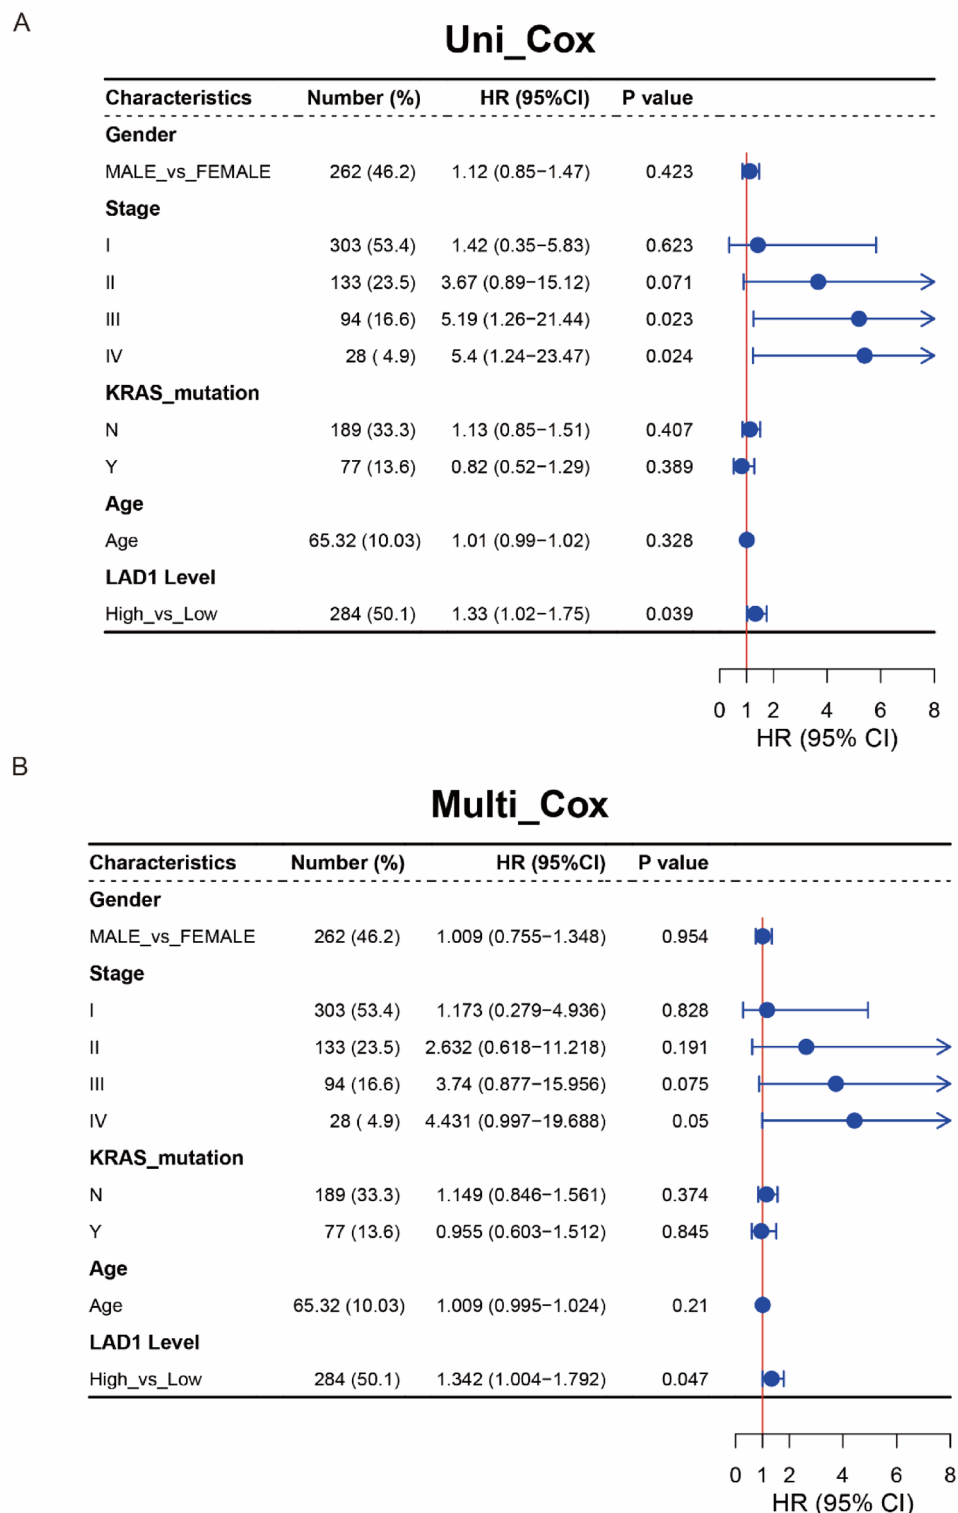 A
Uni_Cox
Characteristics Number (%) HR (95%CI) P value
Gender
MALE_vs_FEMALE 262 (46.2) 1.12 (0.85−1.47) 0.423
Stage
I 303 (53.4) 1.42 (0.35−5.83) 0.623
II 133 (23.5) 3.67 (0.89−15.12) 0.071
III 94 (16.6) 5.19 (1.26−21.44) 0.023
IV 28 ( 4.9) 5.4 (1.24−23.47) 0.024
KRAS_mutation
N 189 (33.3) 1.13 (0.85−1.51) 0.407
Y 77 (13.6) 0.82 (0.52−1.29) 0.389
Age
Age 65.32 (10.03) 1.01 (0.99−1.02) 0.328
LAD1 Level
High_vs_Low 284 (50.1) 1.33 (1.02−1.75) 0.039
0 1 2 4 6 8
HR (95% CI)
B
Multi_Cox
Characteristics Number (%) HR (95%CI) P value
Gender
MALE_vs_FEMALE 262 (46.2) 1.009 (0.755−1.348) 0.954
Stage
I 303 (53.4) 1.173 (0.279−4.936) 0.828
II 133 (23.5) 2.632 (0.618−11.218) 0.191
III 94 (16.6) 3.74 (0.877−15.956) 0.075
IV 28 ( 4.9) 4.431 (0.997−19.688) 0.05
KRAS_mutation
N 189 (33.3) 1.149 (0.846−1.561) 0.374
Y 77 (13.6) 0.955 (0.603−1.512) 0.845
Age
Age 65.32 (10.03) 1.009 (0.995−1.024) 0.21
LAD1 Level
High_vs_Low 284 (50.1) 1.342 (1.004−1.792) 0.047
0 1 2 4 6 8
HR (95% CI)